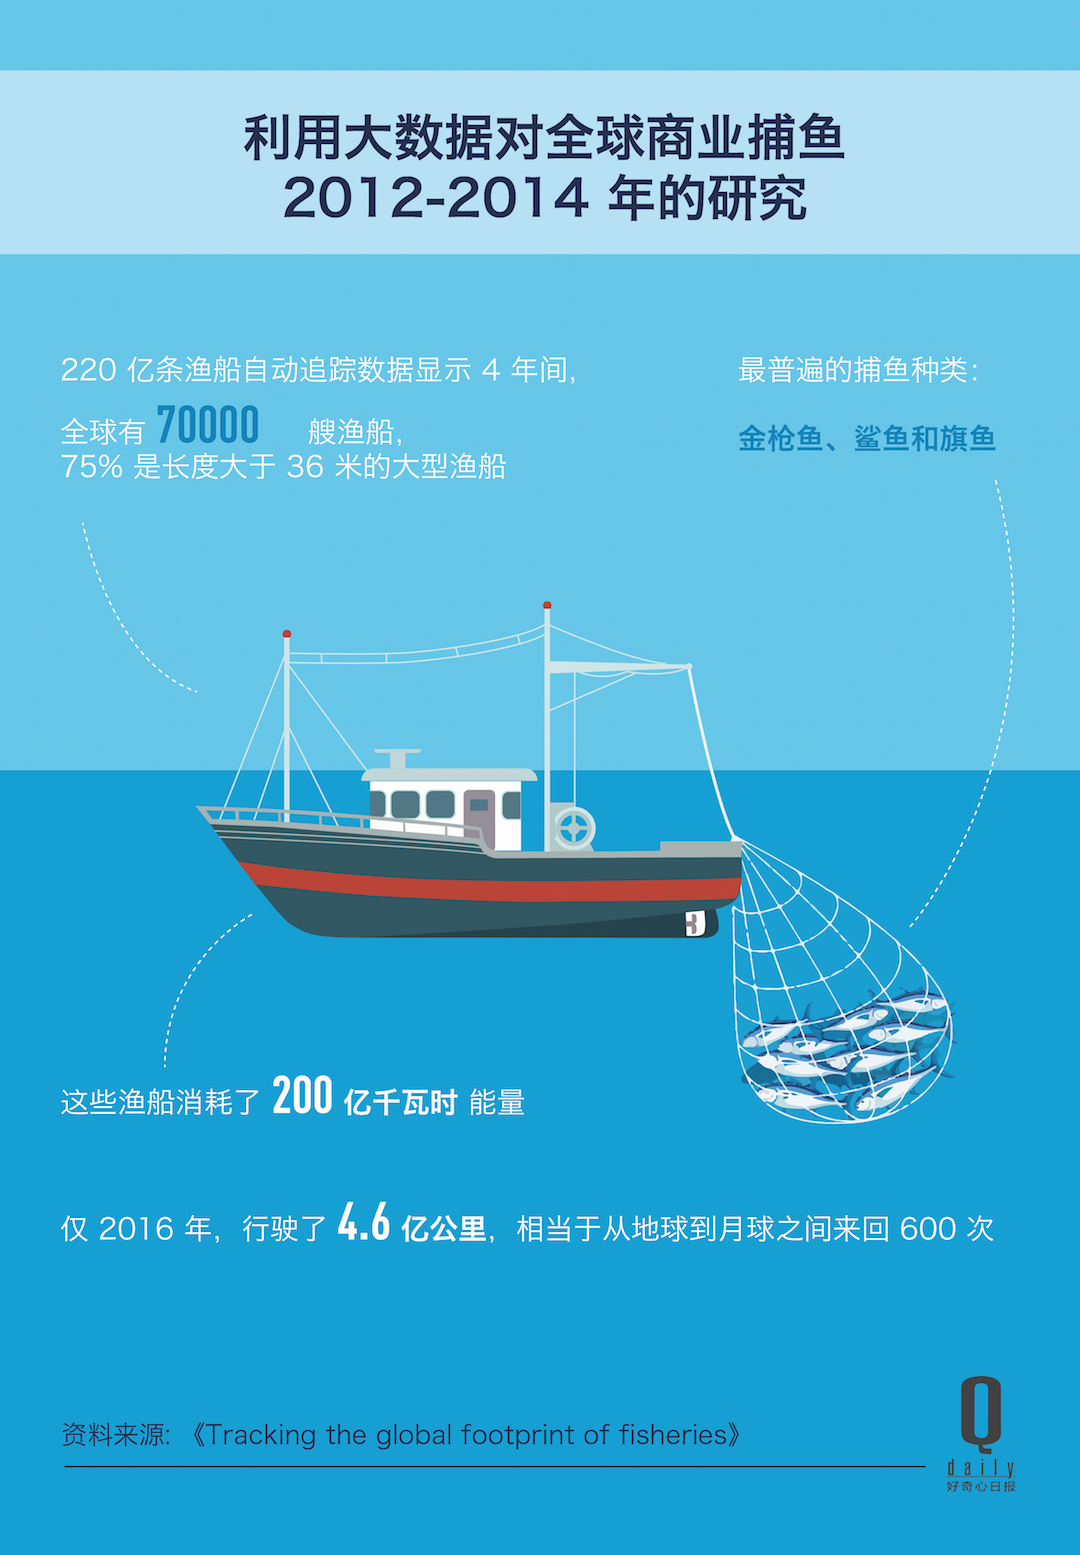 利用大数据对全球商业捕鱼
2012-2014 年的研究
220 亿条渔船自动追踪数据显示 4 年间，
全球有 70000 艘渔船，
75% 是长度大于 36 米的大型渔船
最普遍的捕鱼种类：
金枪鱼、鲨鱼和旗鱼
这些渔船消耗了 200 亿千瓦时 能量
仅 2016 年，行驶了 4.6 亿公里，相当于从地球到月球之间来回 600 次
资料来源：《Tracking the global footprint of fisheries》
Q
daily
好奇心日报